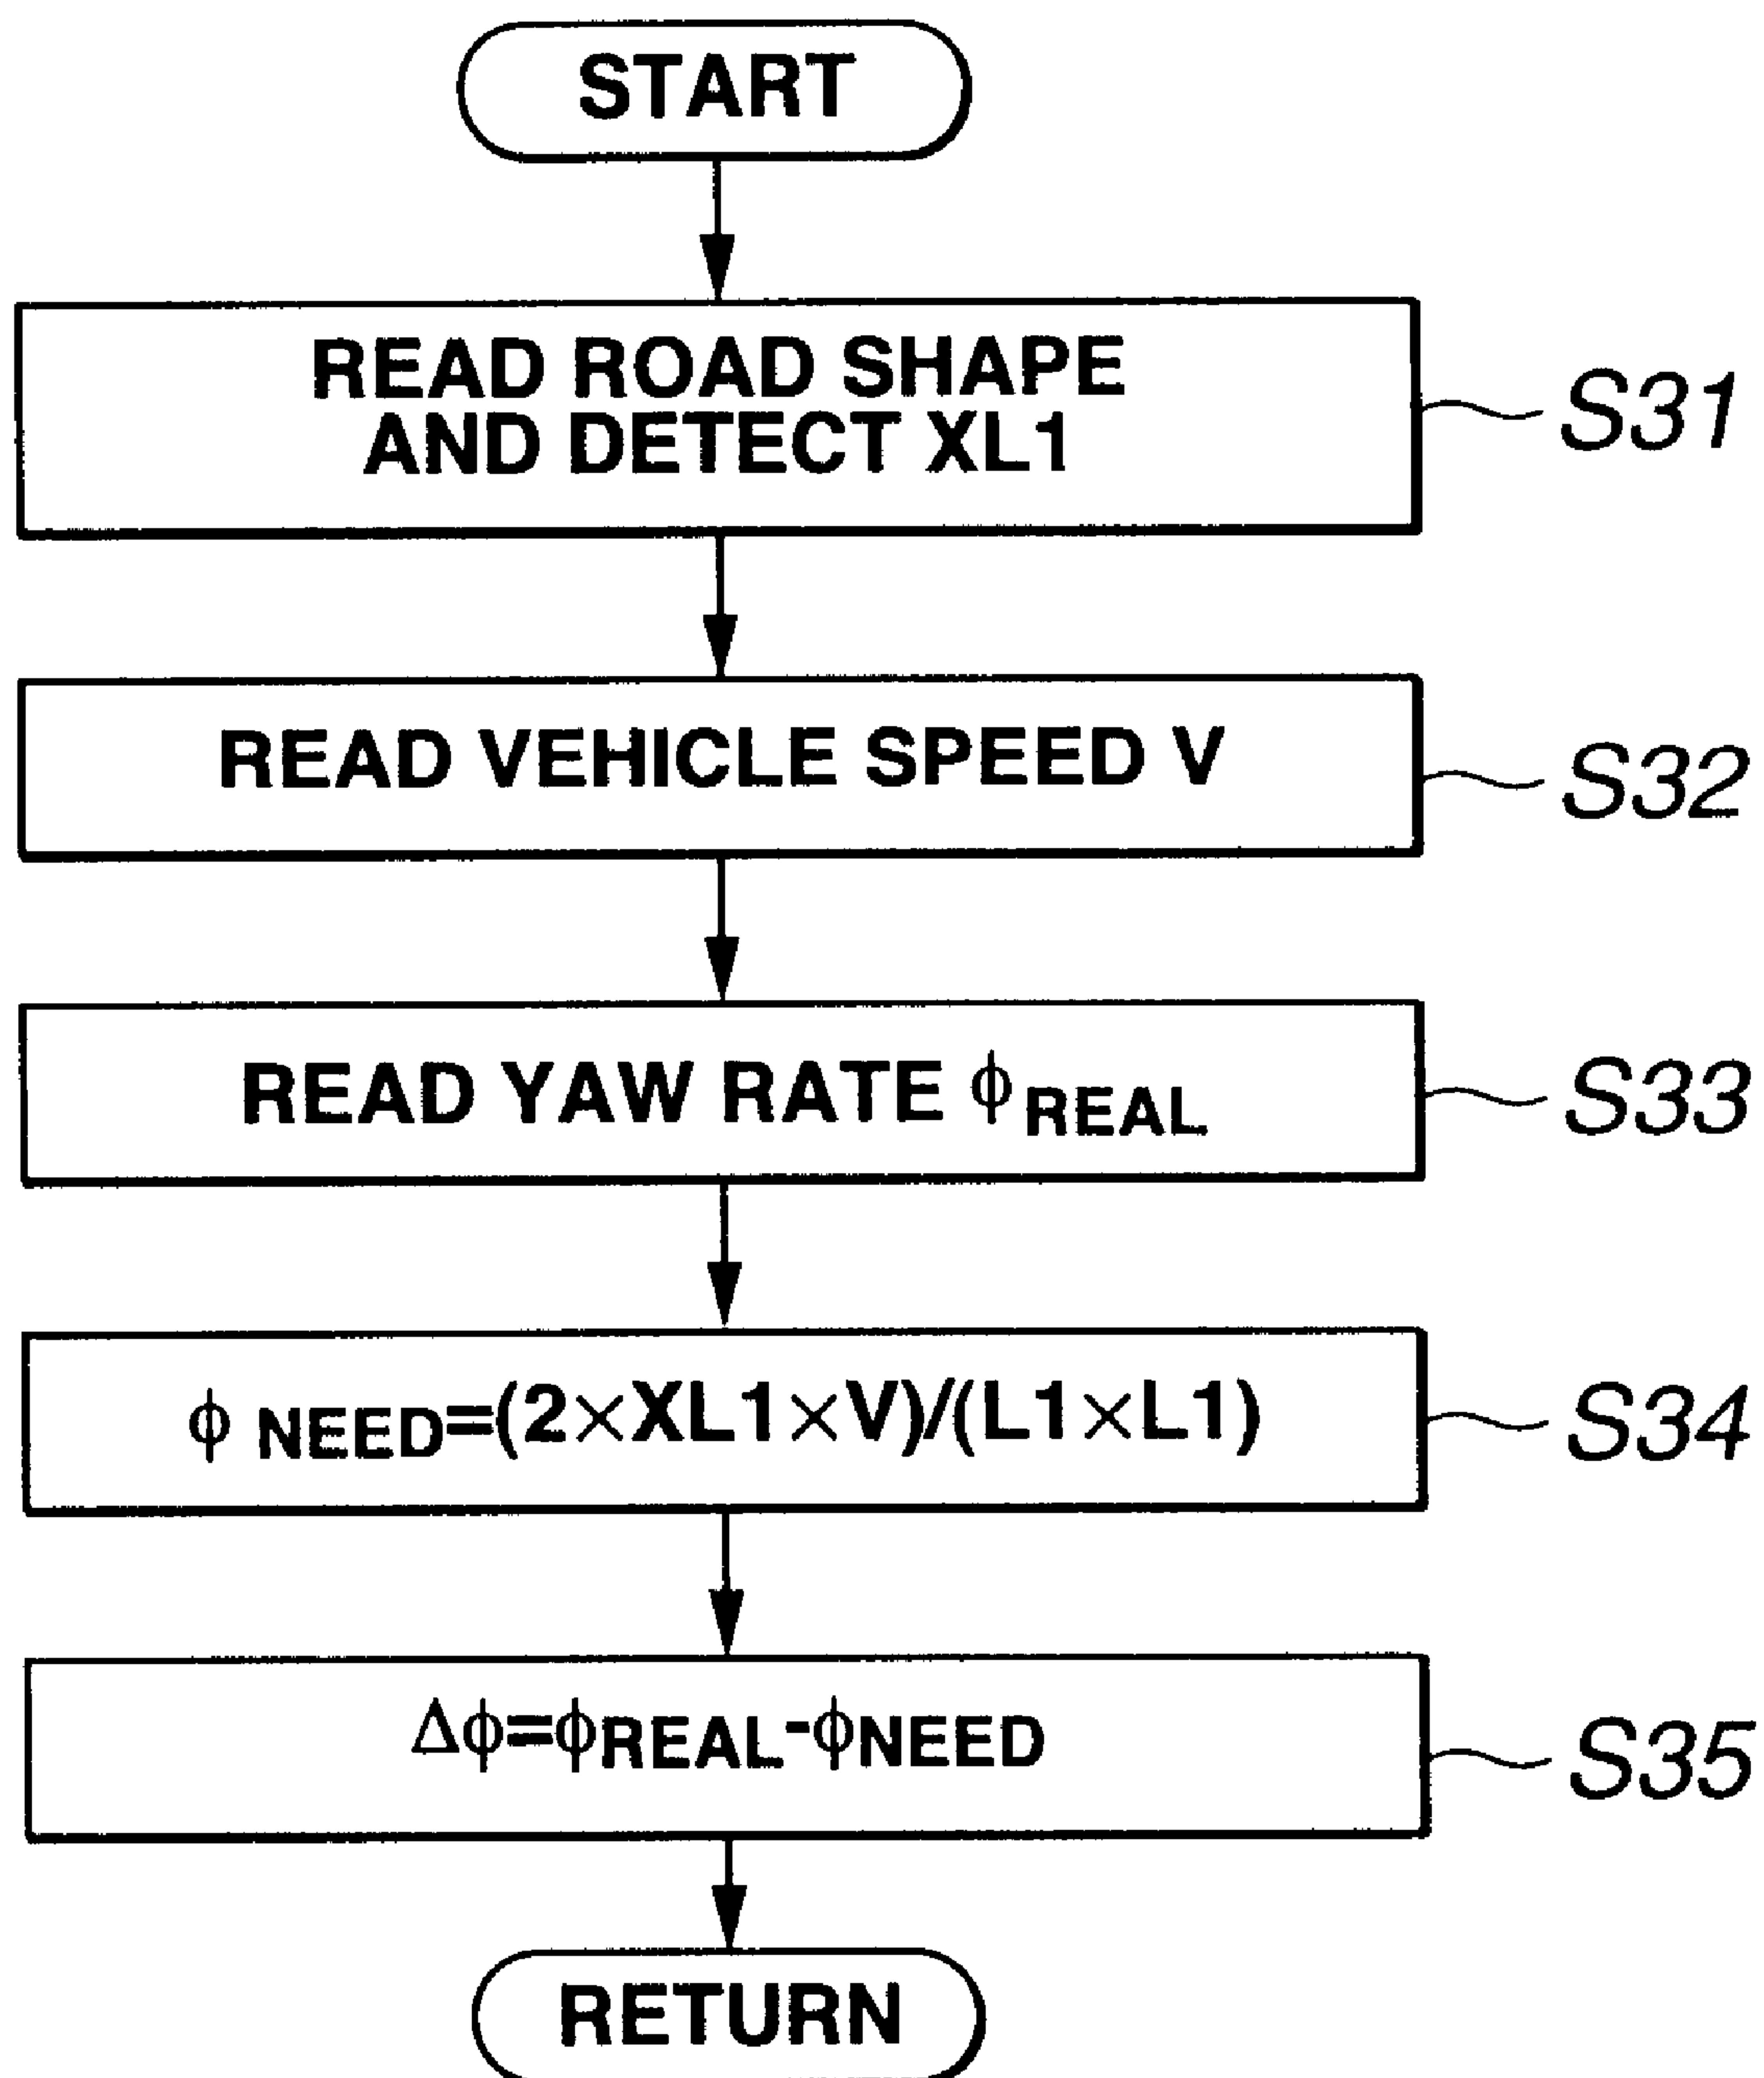 START
READ ROAD SHAPE
AND DETECT XL1
S31
READ VEHICLE SPEED V
S32
READ YAW RATE ϕREAL
S33
ϕ NEED=(2×XL1×V)/(L1×L1)
S34
Δϕ=ϕREAL-ϕNEED
S35
RETURN